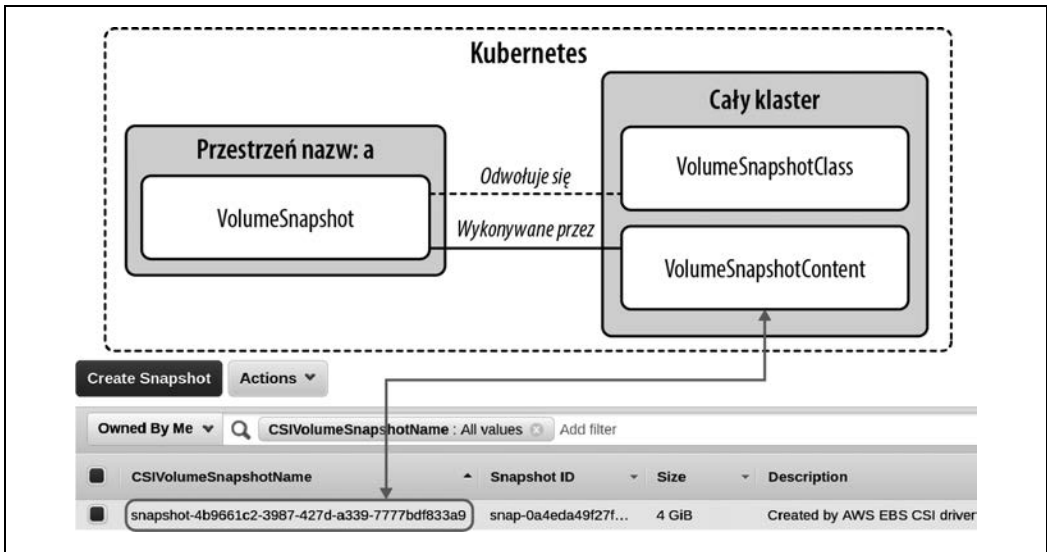 Kubernetes
Cały klaster
Przestrzeń nazw: a
VolumeSnapshotClass
Odwołuje się
VolumeSnapshot
Wykonywane przez
VolumeSnapshotContent
Create Snapshot Actions
Owned By Me CSIVolumeSnapshotName : All values Add filter
CSIVolumeSnapshotName Snapshot ID Size Description
snapshot-4b9661c2-3987-427d-a339-7777bdf833a9 snap-0a4eda49f27f... 4 GiB Created by AWS EBS CSI driver